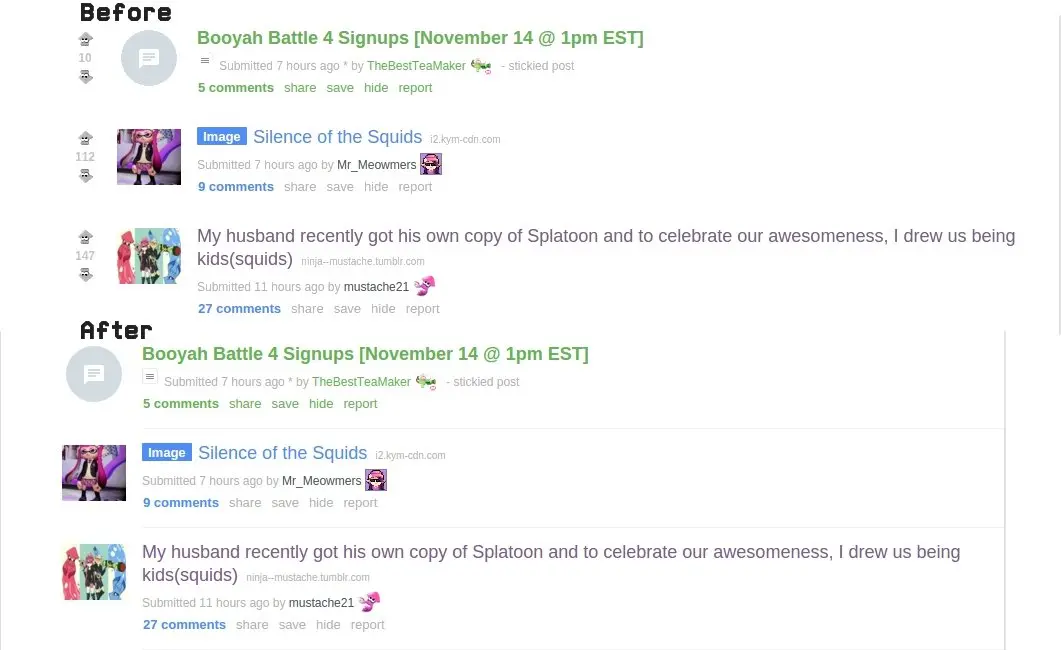 Before
10
Booyah Battle 4 Signups [November 14 @ 1pm EST]
Submitted 7 hours ago * by TheBestTeaMaker - stickied post
5 comments share save hide report
112
Image Silence of the Squids i2.kym-cdn.com
Submitted 7 hours ago by Mr_Meowmers
9 comments share save hide report
147
My husband recently got his own copy of Splatoon and to celebrate our awesomeness, I drew us being
kids(squids) ninja--mustache.tumblr.com
Submitted 11 hours ago by mustache21
27 comments share save hide report
After
Booyah Battle 4 Signups [November 14 @ 1pm EST]
Submitted 7 hours ago * by TheBestTeaMaker - stickied post
5 comments share save hide report
Image Silence of the Squids i2.kym-cdn.com
Submitted 7 hours ago by Mr_Meowmers
9 comments share save hide report
My husband recently got his own copy of Splatoon and to celebrate our awesomeness, I drew us being
kids(squids) ninja--mustache.tumblr.com
Submitted 11 hours ago by mustache21
27 comments share save hide report